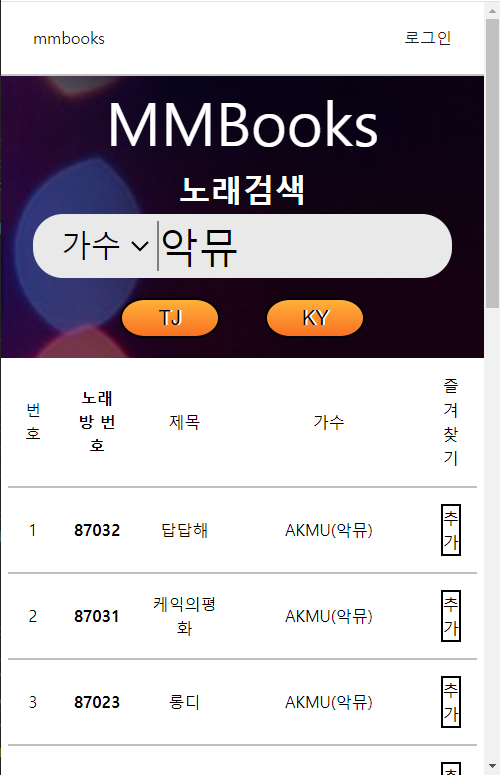 mmbooks 로그인
MMBooks
노래검색
가수 악뮤
TJ KY
번호 노래방 번호 제목 가수 즐겨찾기
1 87032 답답해 AKMU(악뮤) 추가
2 87031 케익의평화 AKMU(악뮤) 추가
3 87023 롱디 AKMU(악뮤) 추가